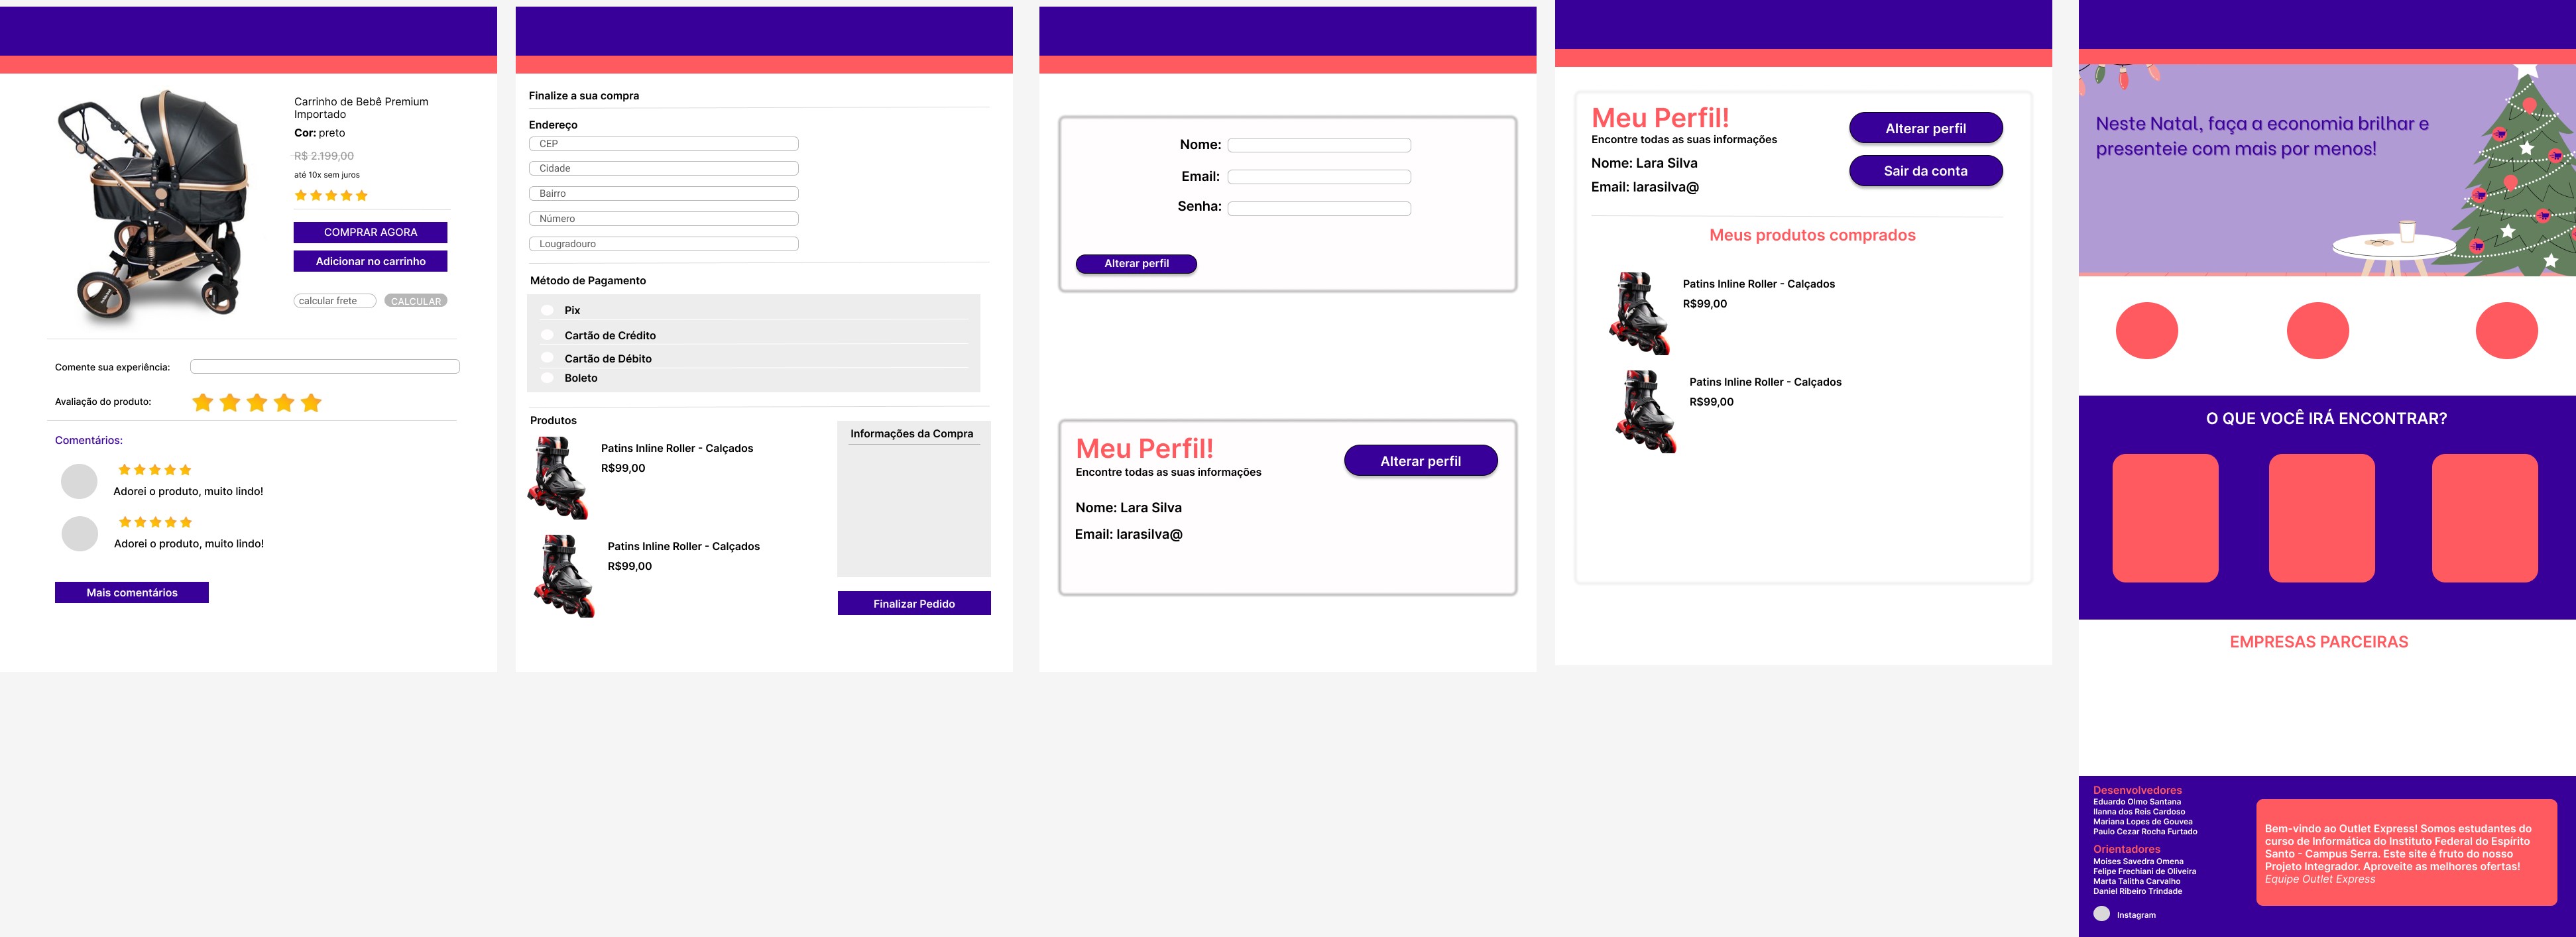 Carrinho de Bebê Premium
Importado
Cor: preto
R$ 2.199,00
até 10x sem juros
COMPRAR AGORA
Adicionar no carrinho
calcular frete
CALCULAR
Comente sua experiência:
Avaliação do produto:
Comentários:
Adorei o produto, muito lindo!
Adorei o produto, muito lindo!
Mais comentários
Finalize a sua compra
Endereço
CEP
Cidade
Bairro
Número
Lougradouro
Método de Pagamento
Pix
Cartão de Crédito
Cartão de Débito
Boleto
Produtos
Patins Inline Roller - Calçados
R$99,00
Patins Inline Roller - Calçados
R$99,00
Informações da Compra
Finalizar Pedido
Nome:
Email:
Senha:
Alterar perfil
Meu Perfil!
Encontre todas as suas informações
Alterar perfil
Nome: Lara Silva
Email: larasilva@
Meu Perfil!
Encontre todas as suas informações
Nome: Lara Silva
Email: larasilva@
Alterar perfil
Sair da conta
Meus produtos comprados
Patins Inline Roller - Calçados
R$99,00
Patins Inline Roller - Calçados
R$99,00
Neste Natal, faça a economia brilhar e
presenteie com mais por menos!
O QUE VOCÊ IRÁ ENCONTRAR?
EMPRESAS PARCEIRAS
Desenvolvedores
Eduardo Olmo Santana
Ilanna dos Reis Cardoso
Mariana Lopes de Gouvea
Paulo Cezar Rocha Furtado
Orientadores
Moises Savedra Omena
Felipe Frechiani de Oliveira
Marta Talitha Carvalho
Daniel Ribeiro Trindade
Instagram
Bem-vindo ao Outlet Express! Somos estudantes do
curso de Informática do Instituto Federal do Espírito
Santo - Campus Serra. Este site é fruto do nosso
Projeto Integrador. Aproveite as melhores ofertas!
Equipe Outlet Express